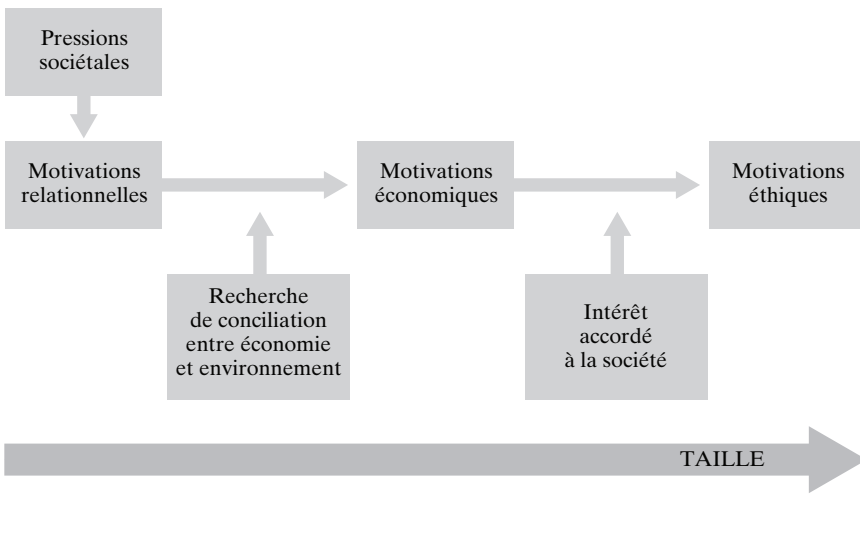 Pressions
sociétales
Motivations
relationnelles
Motivations
économiques
Motivations
éthiques
Recherche
de conciliation
entre économie
et environnement
Intérêt
accordé
à la société
TAILLE